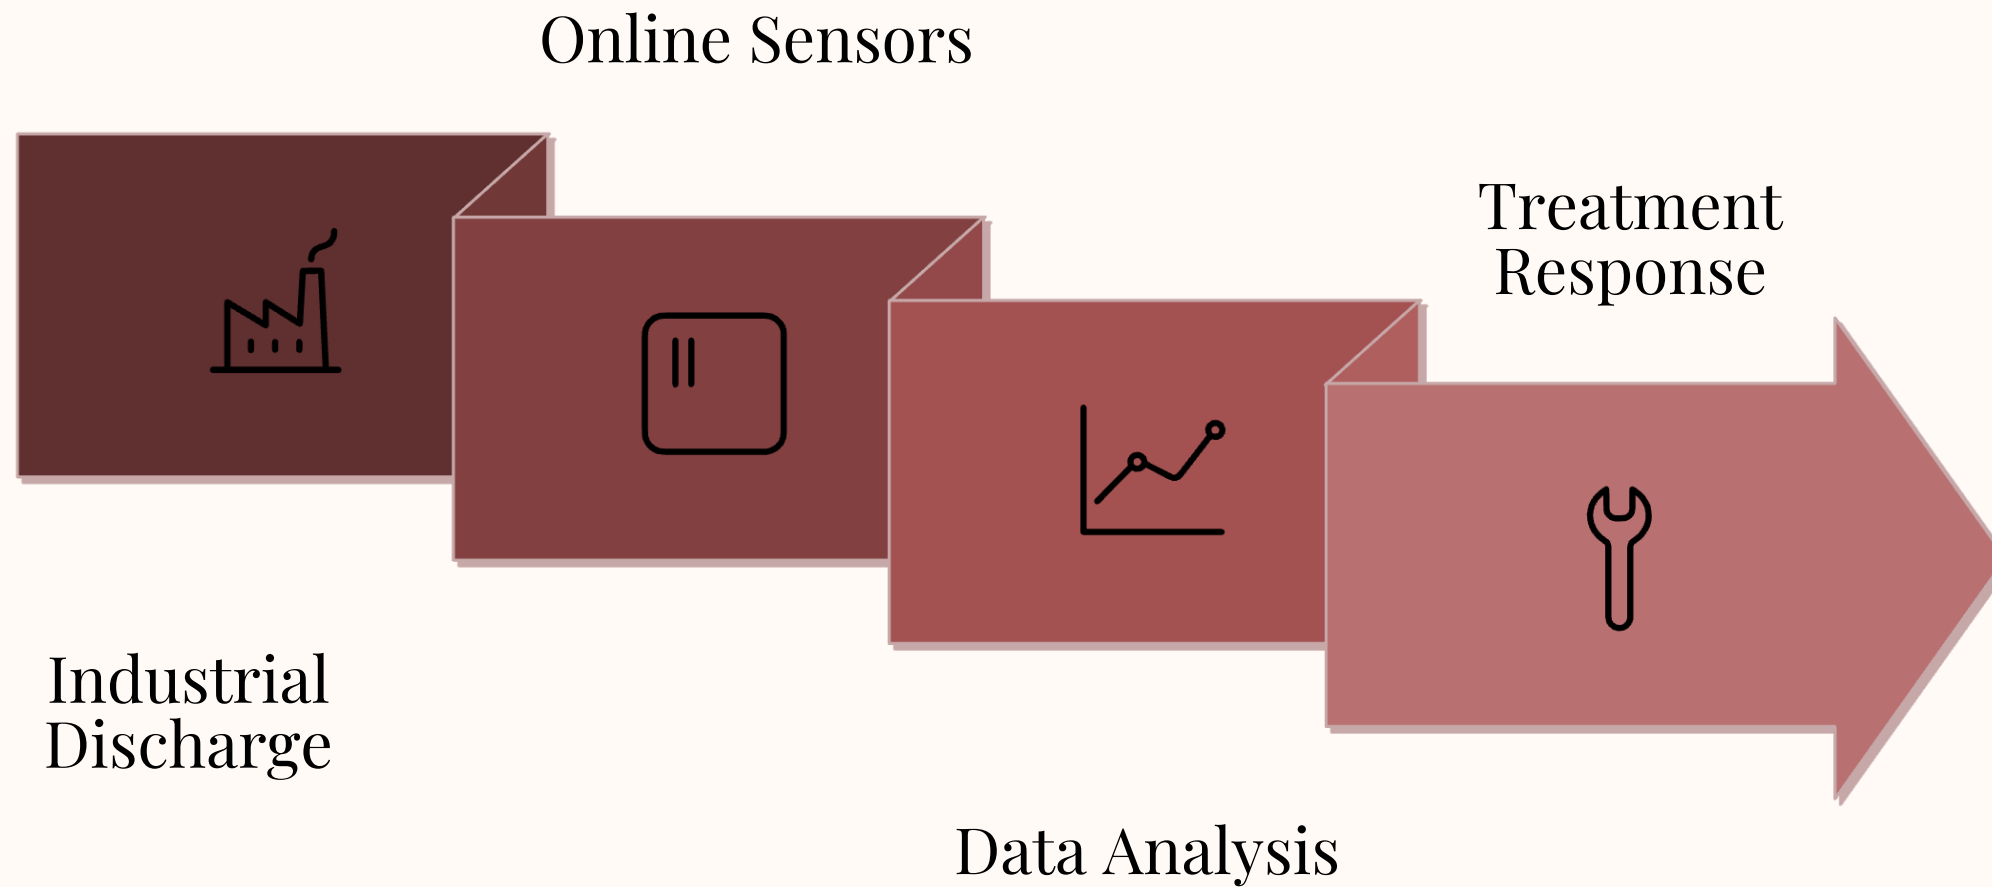 Online Sensors
Treatment
Response
Industrial
Discharge
Data Analysis